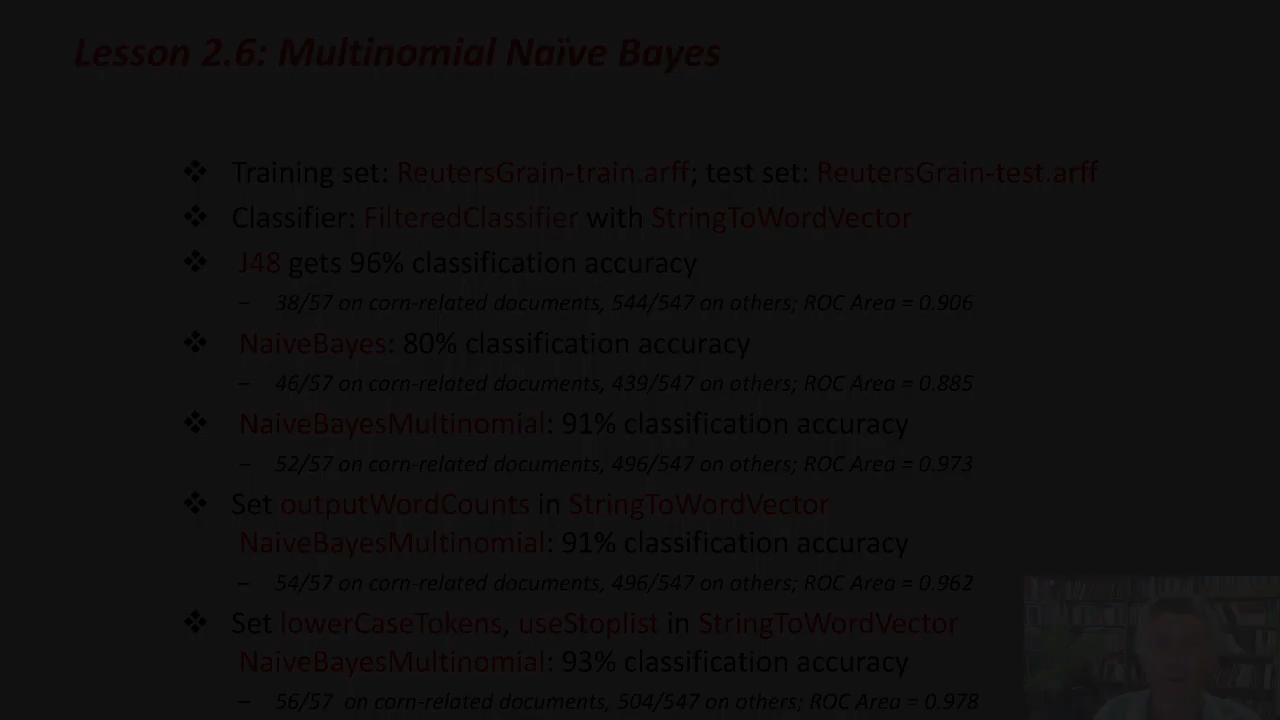 Lesson 2.6: Multinomial Naïve Bayes
❖ Training set: ReutersGrain-train.arff; test set: ReutersGrain-test.arff
❖ Classifier: FilteredClassifier with StringToWordVector
❖ J48 gets 96% classification accuracy
– 38/57 on corn-related documents, 544/547 on others; ROC Area = 0.906
❖ NaiveBayes: 80% classification accuracy
– 46/57 on corn-related documents, 439/547 on others; ROC Area = 0.885
❖ NaiveBayesMultinomial: 91% classification accuracy
– 52/57 on corn-related documents, 496/547 on others; ROC Area = 0.973
❖ Set outputWordCounts in StringToWordVector
NaiveBayesMultinomial: 91% classification accuracy
– 54/57 on corn-related documents, 496/547 on others; ROC Area = 0.962
❖ Set lowerCaseTokens, useStoplist in StringToWordVector
NaiveBayesMultinomial: 93% classification accuracy
– 56/57 on corn-related documents, 504/547 on others; ROC Area = 0.978